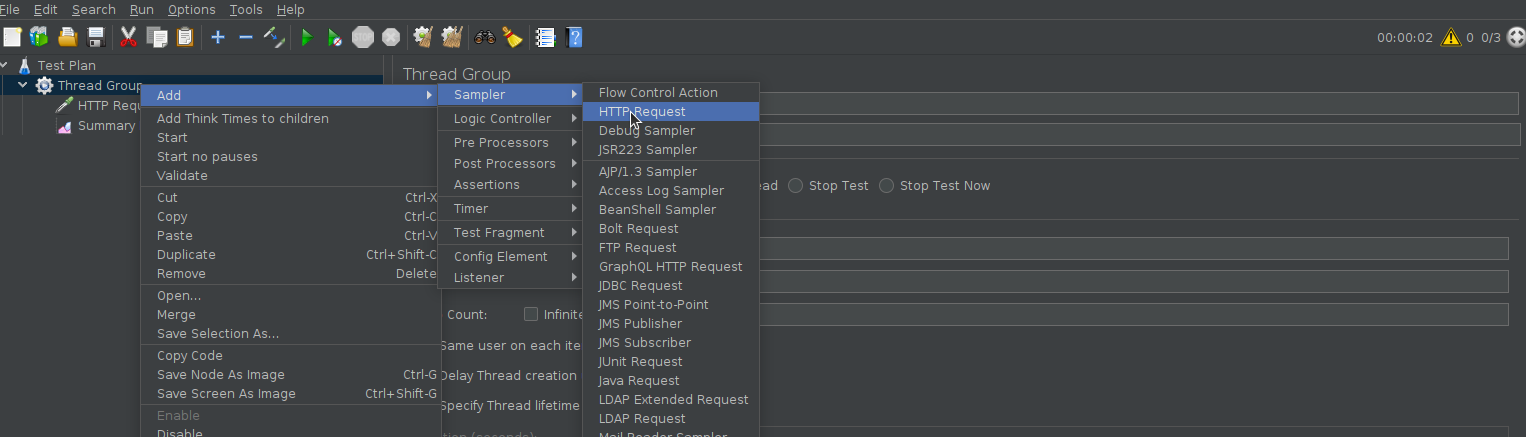 File Edit Search Run Options Tools Help
00:00:02 0 0/3
Test Plan
Thread Group
HTTP
Summary
Thread Group
Add
Add Think Times to children
Start
Start no pauses
Validate
Cut Ctrl-X
Copy Ctrl-C
Paste Ctrl-V
Duplicate Ctrl+Shift-C
Remove Delete
Open...
Merge
Save Selection As...
Copy Code
Save Node As Image Ctrl-G
Save Screen As Image Ctrl+Shift-G
Enable
Disable
Sampler
Logic Controller
Pre Processors
Post Processors
Assertions
Timer
Test Fragment
Config Element
Listener
Flow Control Action
HTTP Request
Debug Sampler
JSR223 Sampler
AJP/1.3 Sampler
Access Log Sampler
BeanShell Sampler
Bolt Request
FTP Request
GraphQL HTTP Request
JDBC Request
JMS Point-to-Point
JMS Publisher
JMS Subscriber
JUnit Request
Java Request
LDAP Extended Request
LDAP Request
Mail Reader Sampler
Stop Test Stop Test Now
Count: Infinite
Same user on each
Delay Thread creation
Specify Thread lifetime
(seconds):